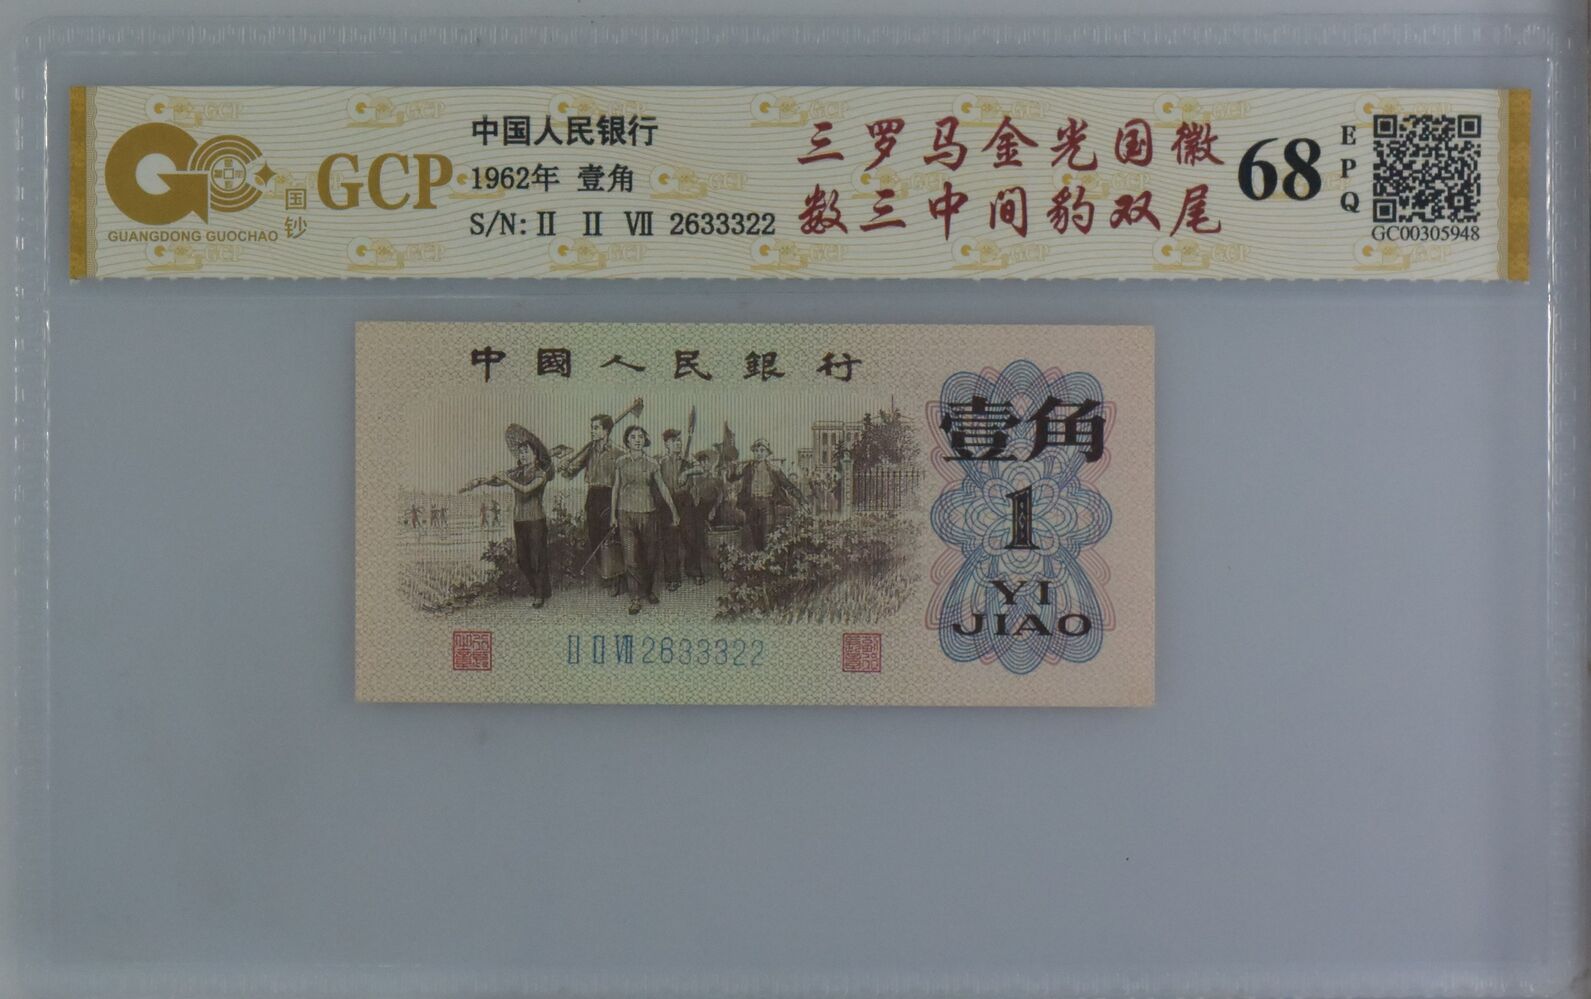 GUANGDONG GUOCHAO
国钞
GCP
中国人民银行
1962年 壹角
S/N: II II VII 2633322
三罗马金光国徽
数三中间豹双尾
68
EPQ
GC00305948
中國人民銀行
壹角
1
YI
JIAO
II II VII 2633322